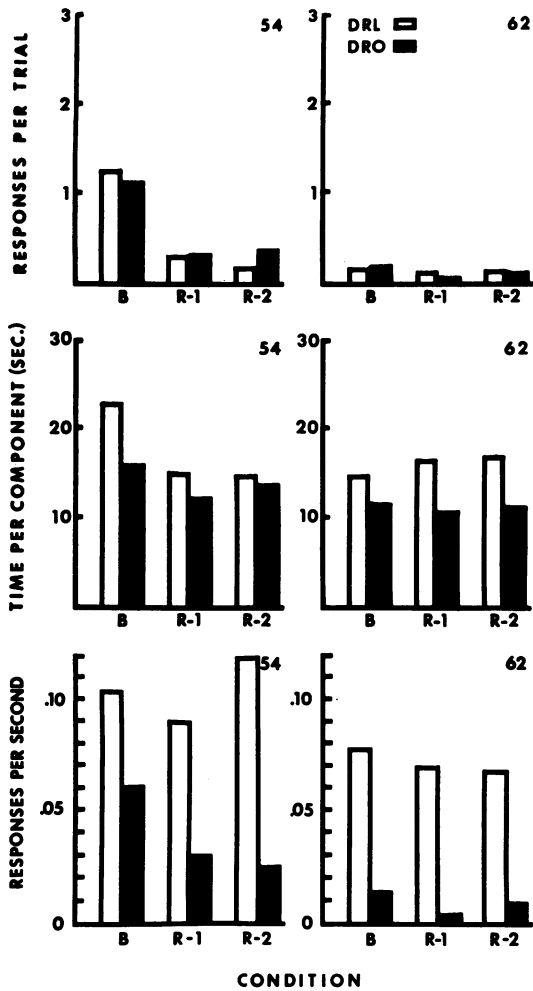 RESPONSES PER TRIAL
3
2
1
54
B R-1 R-2
3
2
1
DRL
DRO
62
B R-1 R-2
TIME PER COMPONENT (SEC.)
30
20
10
54
B R-1 R-2
30
20
10
62
B R-1 R-2
RESPONSES PER SECOND
.10
.05
0
54
B R-1 R-2
.10
.05
0
62
B R-1 R-2
CONDITION